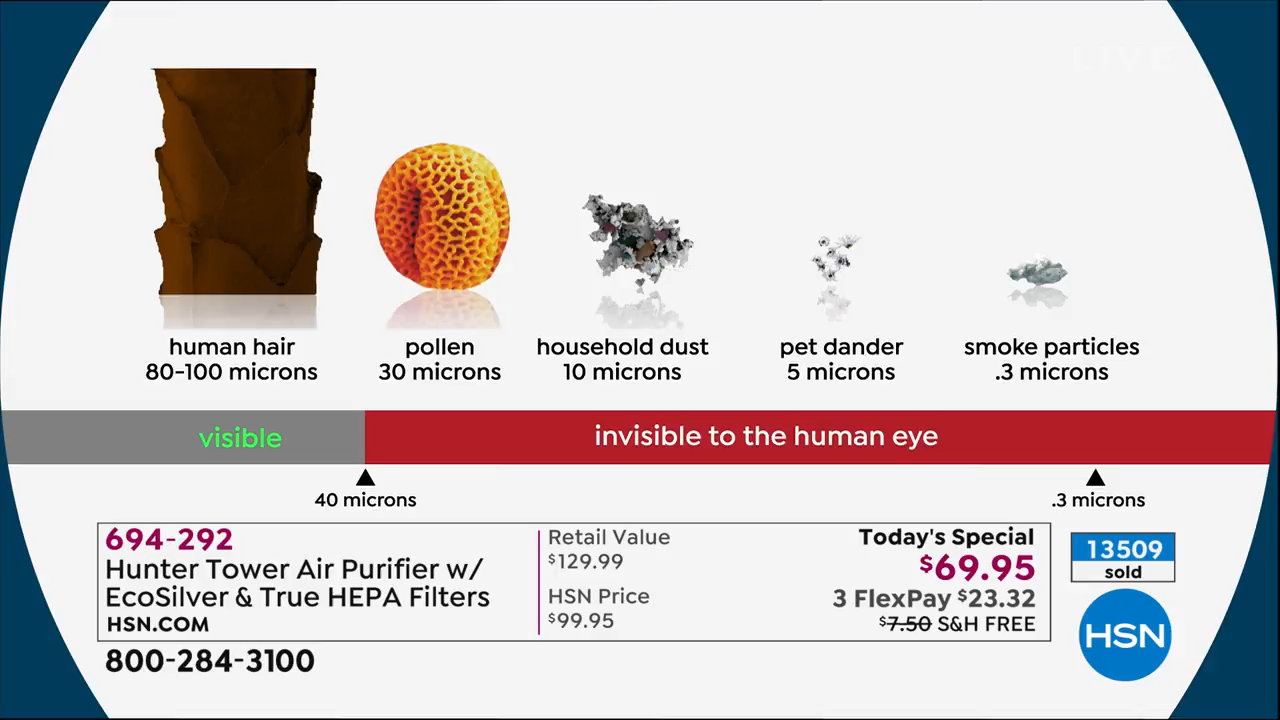 LIVE
human hair
80-100 microns
pollen
30 microns
household dust
10 microns
pet dander
5 microns
smoke particles
.3 microns
visible
invisible to the human eye
40 microns
.3 microns
694-292
Hunter Tower Air Purifier w/
EcoSilver & True HEPA Filters
HSN.COM
Retail Value
$129.99
HSN Price
$99.95
Today's Special
$69.95
3 FlexPay $23.32
$7.50 S&H FREE
13509
sold
HSN
800-284-3100